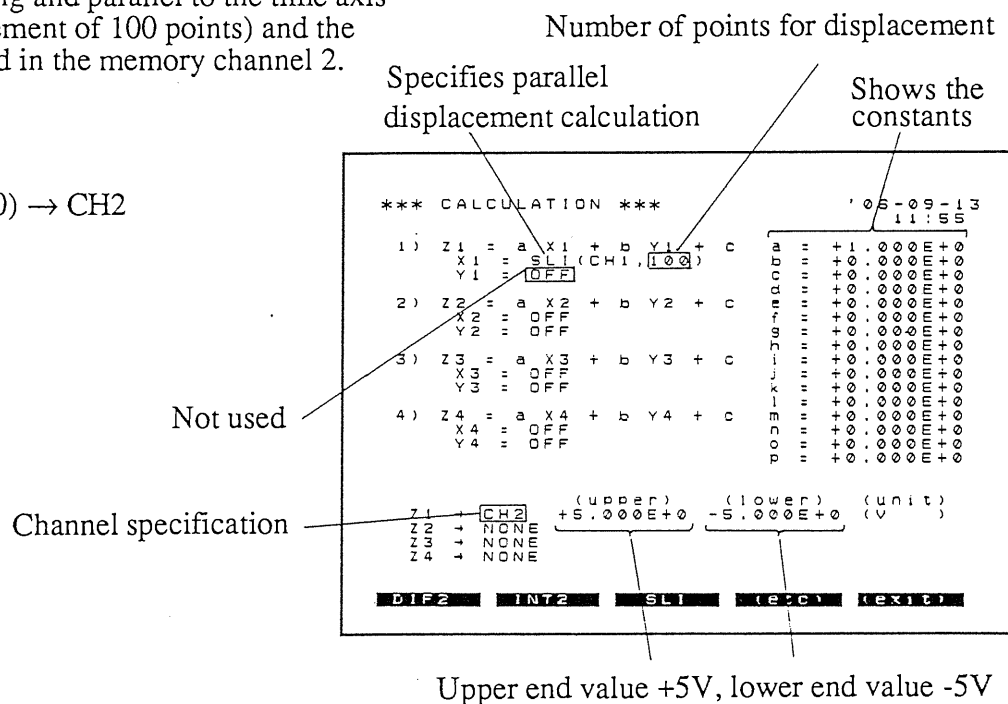 ng and parallel to the time axis
ement of 100 points) and the
d in the memory channel 2.
0) → CH2
Number of points for displacement
Specifies parallel
displacement calculation
Shows the
constants
*** CALCULATION ***
'06-09-13
11:55
1) Z1 = a X1 + b Y1 + c
X1 = SLI(CH1,100)
Y1 = OFF
2) Z2 = a X2 + b Y2 + c
X2 = OFF
Y2 = OFF
3) Z3 = a X3 + b Y3 + c
X3 = OFF
Y3 = OFF
4) Z4 = a X4 + b Y4 + c
X4 = OFF
Y4 = OFF
a = +1.000E+0
b = +0.000E+0
c = +0.000E+0
d = +0.000E+0
e = +0.000E+0
f = +0.000E+0
g = +0.000E+0
h = +0.000E+0
i = +0.000E+0
j = +0.000E+0
k = +0.000E+0
l = +0.000E+0
m = +0.000E+0
n = +0.000E+0
o = +0.000E+0
p = +0.000E+0
Not used
Channel specification
(upper) (lower) (unit)
Z1 → CH2 +5.000E+0 -5.000E+0 (V )
Z2 → NONE
Z3 → NONE
Z4 → NONE
DIF2 INT2 SLI (etc) (exit)
Upper end value +5V, lower end value -5V